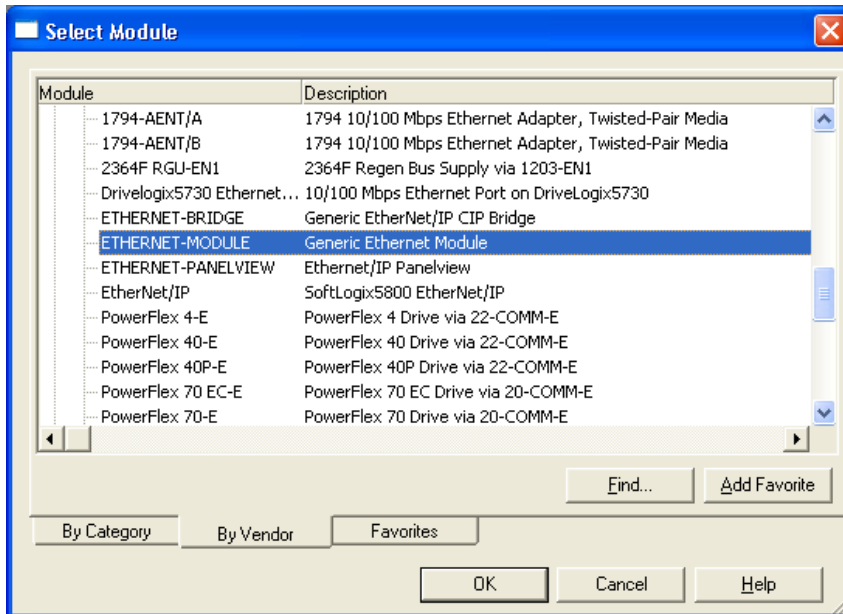 Select Module
Module Description
1794-AENT/A 1794 10/100 Mbps Ethernet Adapter, Twisted-Pair Media
1794-AENT/B 1794 10/100 Mbps Ethernet Adapter, Twisted-Pair Media
2364F RGU-EN1 2364F Regen Bus Supply via 1203-EN1
Drivelogix5730 Ethernet... 10/100 Mbps Ethernet Port on DriveLogix5730
ETHERNET-BRIDGE Generic EtherNet/IP CIP Bridge
ETHERNET-MODULE Generic Ethernet Module
ETHERNET-PANELVIEW Ethernet/IP Panelview
EtherNet/IP SoftLogix5800 EtherNet/IP
PowerFlex 4-E PowerFlex 4 Drive via 22-COMM-E
PowerFlex 40-E PowerFlex 40 Drive via 22-COMM-E
PowerFlex 40P-E PowerFlex 40P Drive via 22-COMM-E
PowerFlex 70 EC-E PowerFlex 70 EC Drive via 20-COMM-E
PowerFlex 70-E PowerFlex 70 Drive via 20-COMM-E
Find... Add Favorite
By Category By Vendor Favorites
OK Cancel Help